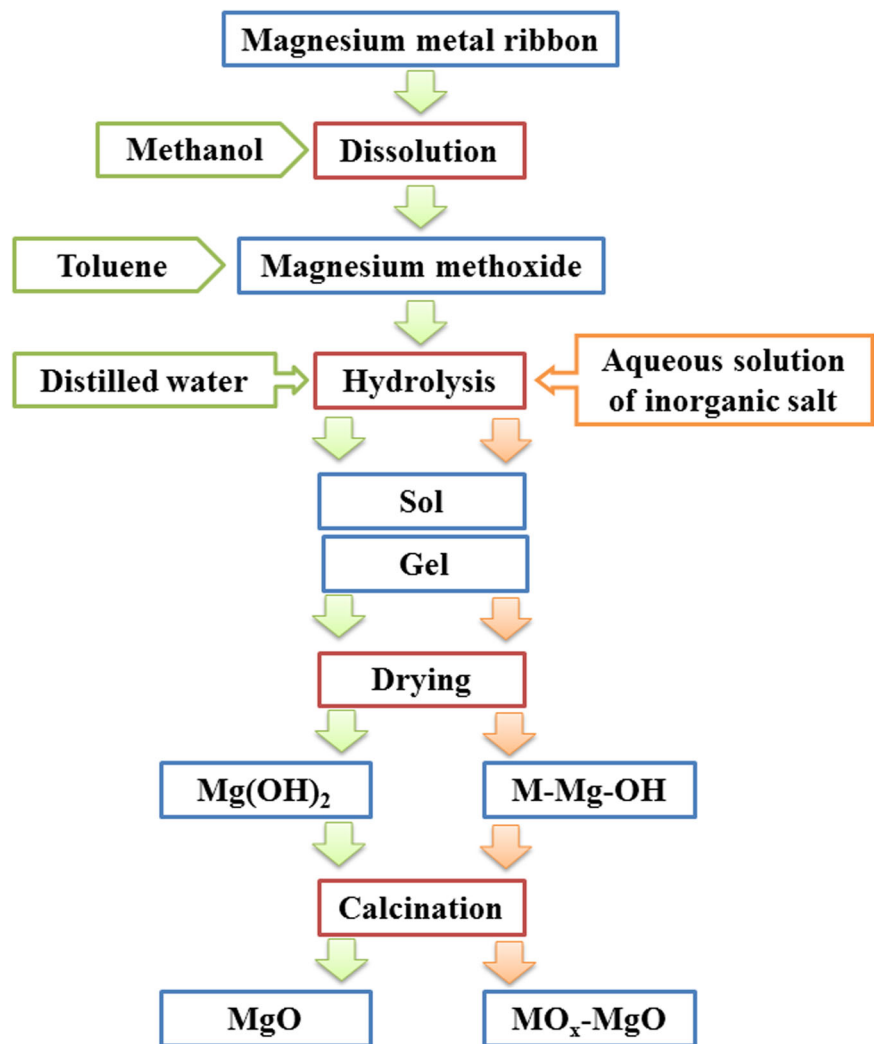 Magnesium metal ribbon
Methanol
Dissolution
Toluene
Magnesium methoxide
Distilled water
Hydrolysis
Aqueous solution
of inorganic salt
Sol
Gel
Drying
Mg(OH)₂
M-Mg-OH
Calcination
MgO
MOₓ-MgO